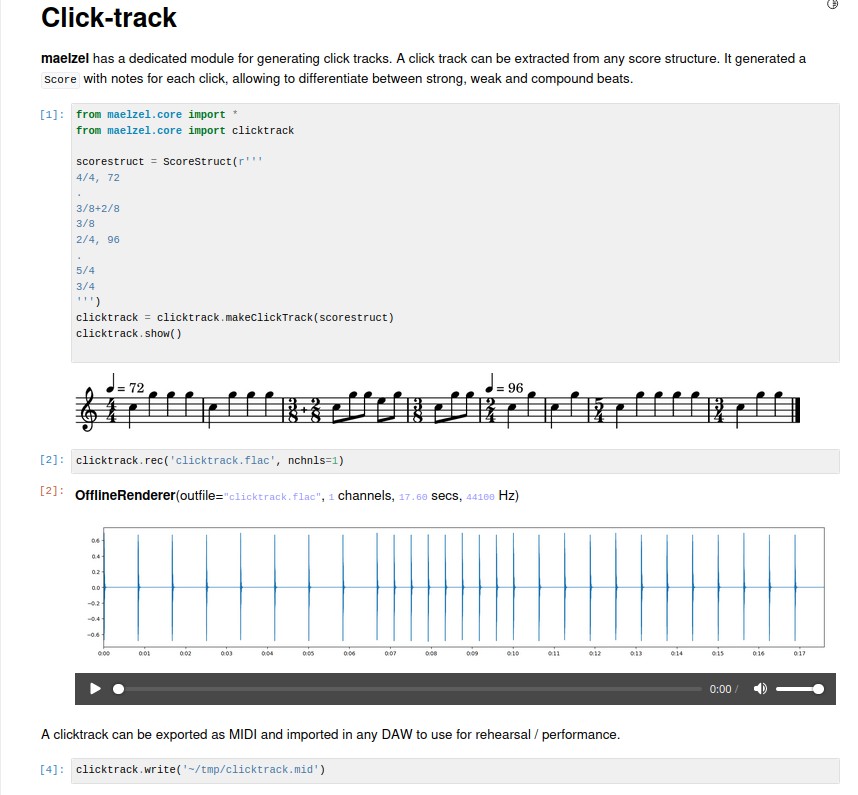 Click-track
maelzel has a dedicated module for generating click tracks. A click track can be extracted from any score structure. It generated a
Score with notes for each click, allowing to differentiate between strong, weak and compound beats.
[1]:
from maelzel.core import *
from maelzel.core import clicktrack
scorestruct = ScoreStruct(r'''
4/4, 72
.
3/8+2/8
3/8
2/4, 96
.
5/4
3/4
''')
clicktrack = clicktrack.makeClickTrack(scorestruct)
clicktrack.show()
= 72 = 96
4 3 + 2 3 2 5 3
4 8 8 8 4 4 4
[2]: clicktrack.rec('clicktrack.flac', nchnls=1)
[2]: OfflineRenderer(outfile="clicktrack.flac", 1 channels, 17.60 secs, 44100 Hz)
0.6
0.4
0.2
0.0
−0.2
−0.4
−0.6
0:00 0:01 0:02 0:03 0:04 0:05 0:06 0:07 0:08 0:09 0:10 0:11 0:12 0:13 0:14 0:15 0:16 0:17
0:00 /
A clicktrack can be exported as MIDI and imported in any DAW to use for rehearsal / performance.
[4]: clicktrack.write('~/tmp/clicktrack.mid')